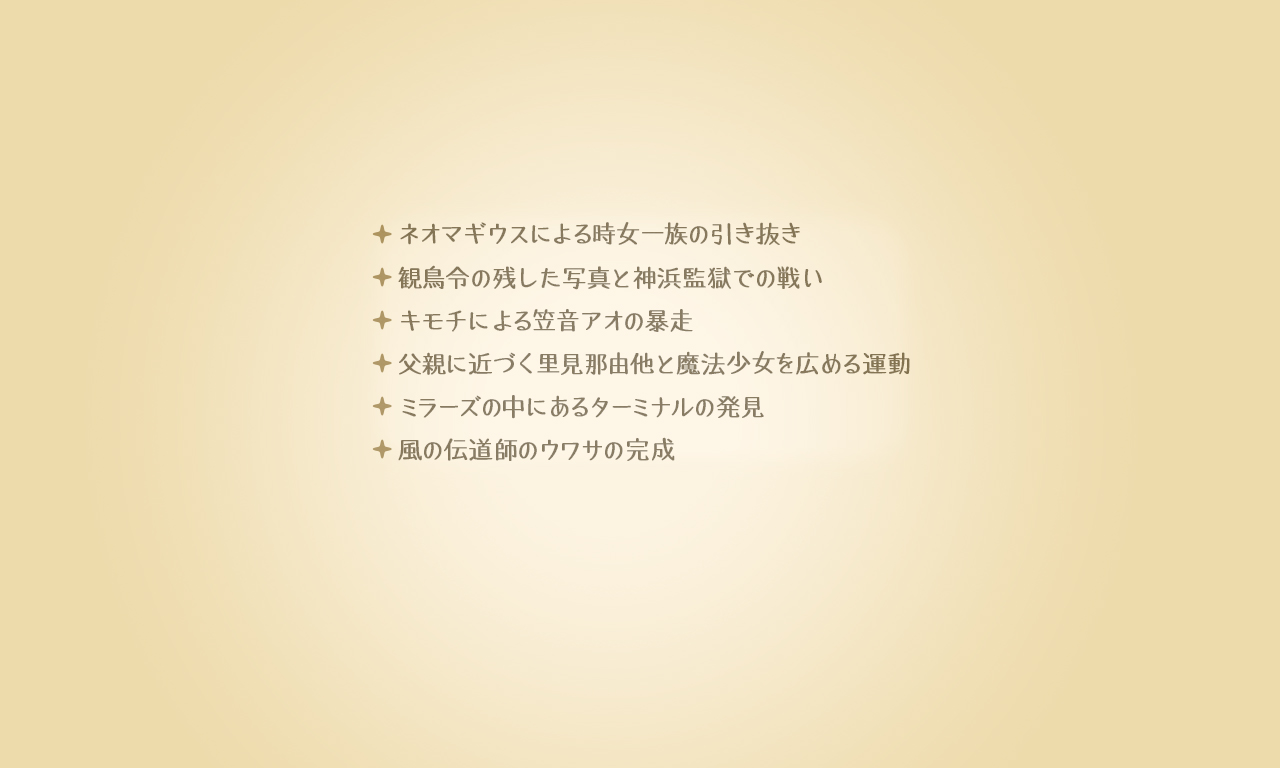 ネオマギウスによる時女一族の引き抜き
観鳥令の残した写真と神浜監獄での戦い
キモチによる笠音アオの暴走
父親に近づく里見那由他と魔法少女を広める運動
ミラーズの中にあるターミナルの発見
風の伝道師のウワサの完成